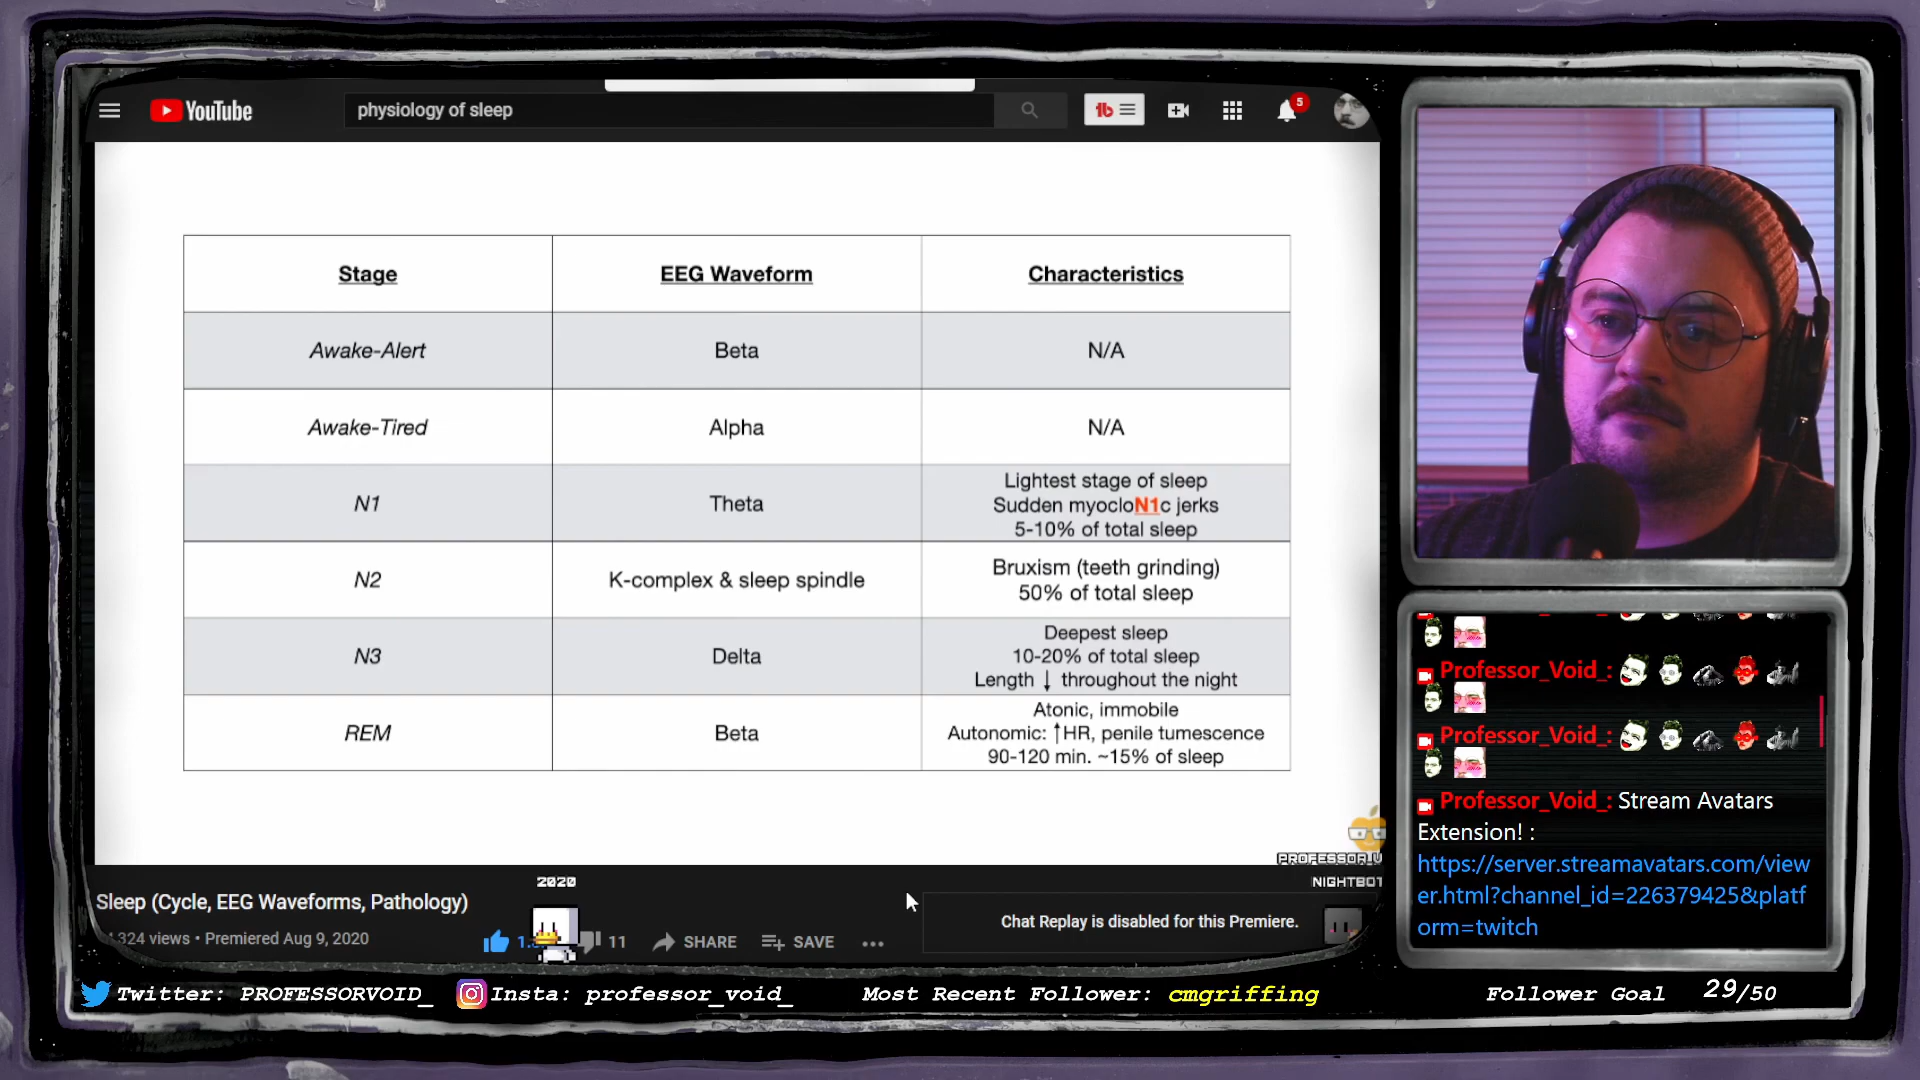 YouTube
physiology of sleep
5
Stage
EEG Waveform
Characteristics
Awake-Alert
Beta
N/A
Awake-Tired
Alpha
N/A
N1
Theta
Lightest stage of sleep
Sudden myocloN1c jerks
5-10% of total sleep
N2
K-complex & sleep spindle
Bruxism (teeth grinding)
50% of total sleep
N3
Delta
Deepest sleep
10-20% of total sleep
Length ↓ throughout the night
REM
Beta
Atonic, immobile
Autonomic: ↑HR, penile tumescence
90-120 min. ~15% of sleep
2020
NIGHTBOT
Sleep (Cycle, EEG Waveforms, Pathology)
324 views • Premiered Aug 9, 2020
11
SHARE
SAVE
Chat Replay is disabled for this Premiere.
Professor_Void_:
Professor_Void_:
Professor_Void_: Stream Avatars
Extension! :
https://server.streamavatars.com/view
er.html?channel_id=226379425&platf
orm=twitch
Twitter: PROFESSORVOID_
Insta: professor_void_
Most Recent Follower: cmgriffing
Follower Goal 29/50